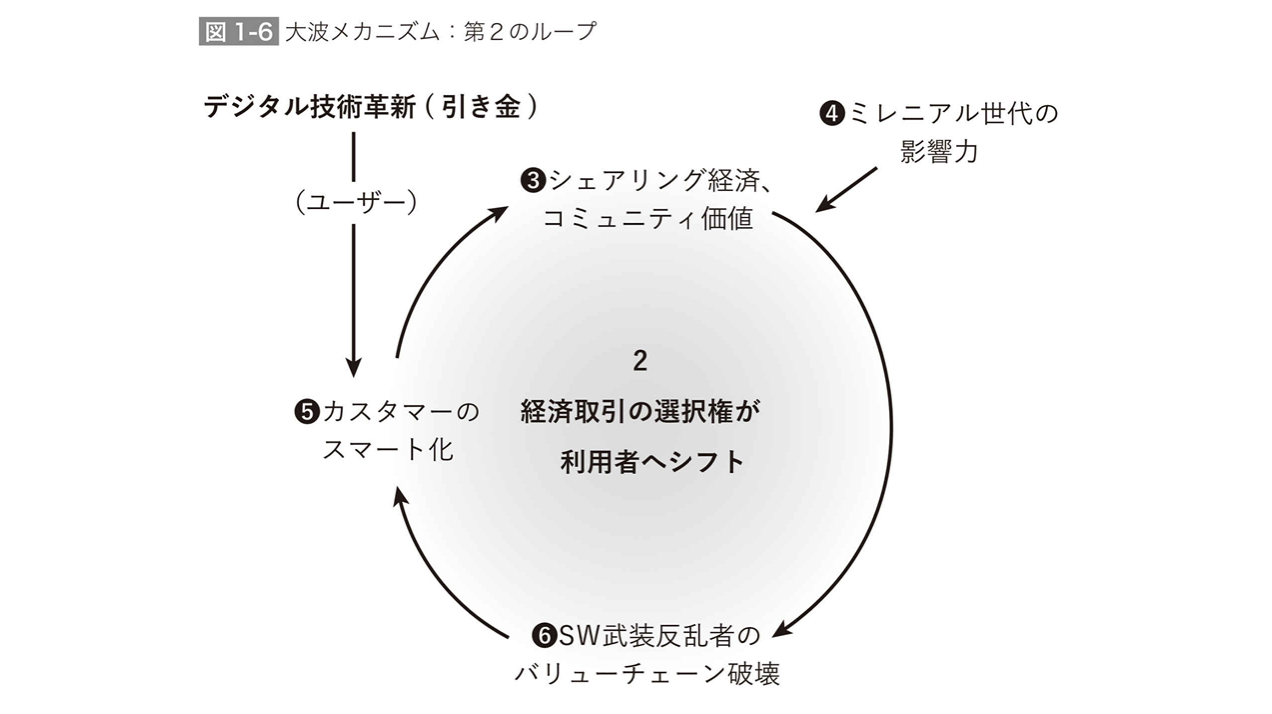 図 1-6 大波メカニズム：第２のループ
デジタル技術革新 ( 引き金 )
❹ミレニアル世代の
影響力
（ユーザー）
❸シェアリング経済、
コミュニティ価値
2
経済取引の選択権が
利用者へシフト
❺カスタマーの
スマート化
❻SW武装反乱者の
バリューチェーン破壊